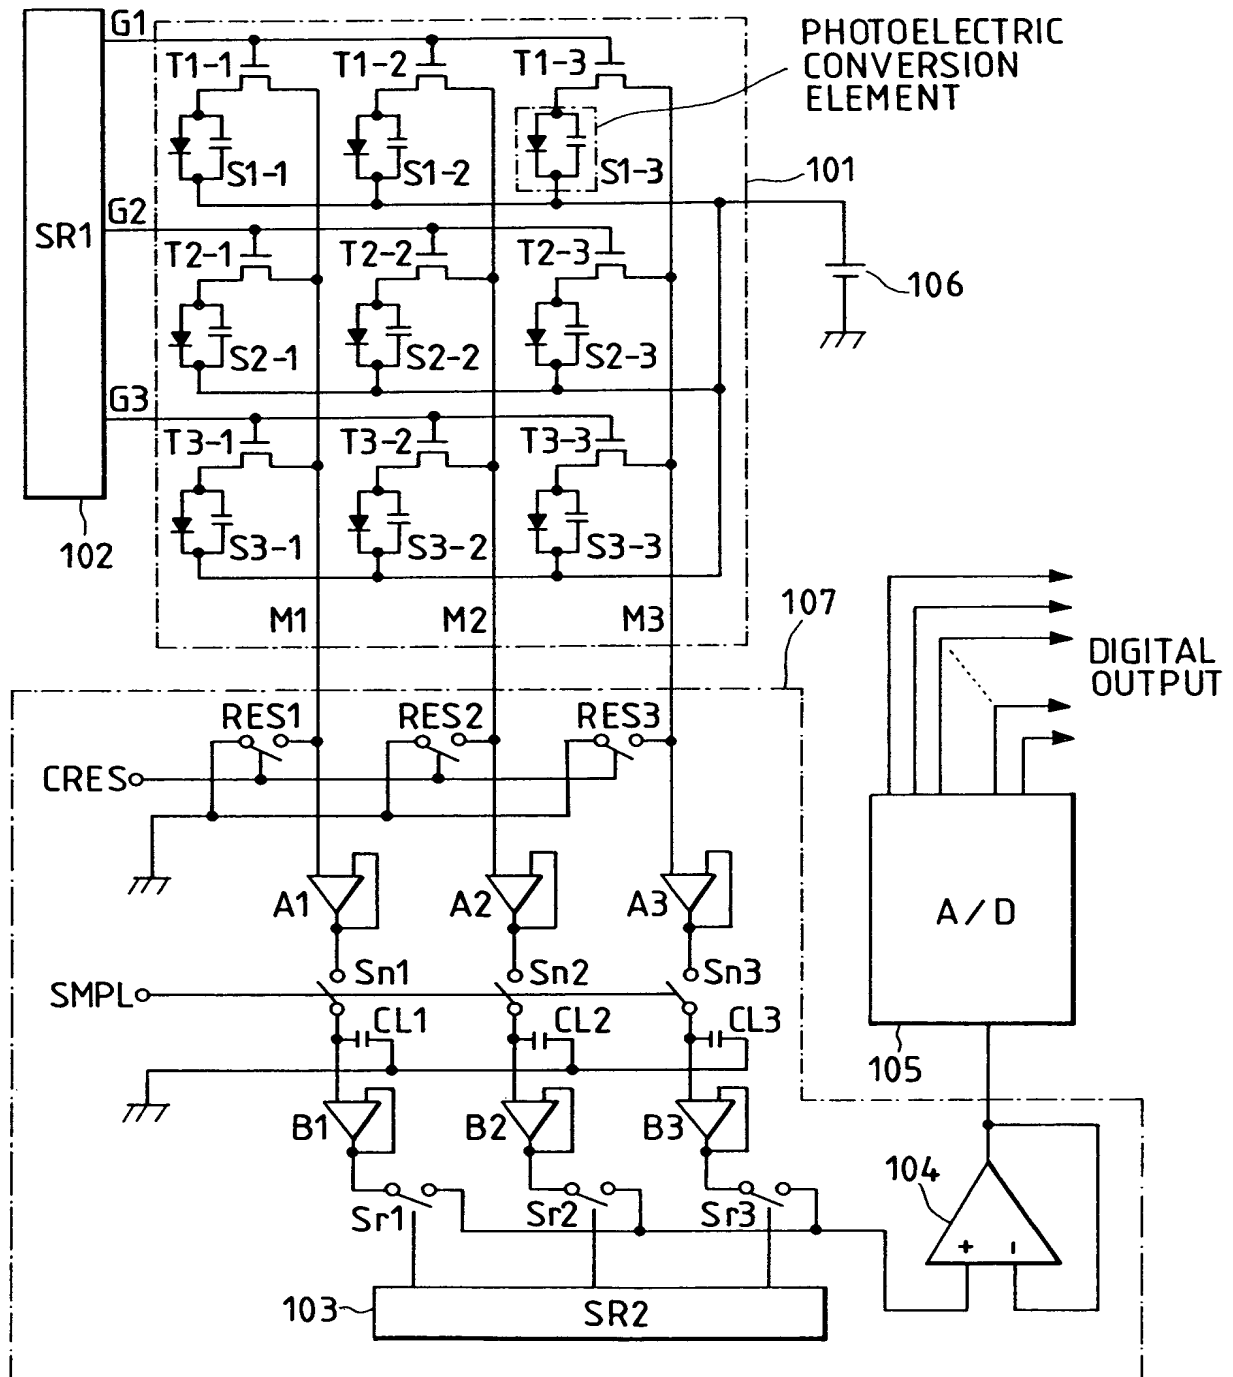 G1
PHOTOELECTRIC
CONVERSION
ELEMENT
T1-1
T1-2
T1-3
S1-1
S1-2
S1-3
101
G2
SR1
T2-1
T2-2
T2-3
106
S2-1
S2-2
S2-3
G3
T3-1
T3-2
T3-3
102
S3-1
S3-2
S3-3
M1
M2
M3
107
DIGITAL
OUTPUT
RES1
RES2
RES3
CRES
A1
A2
A3
A/D
Sn1
Sn2
Sn3
SMPL
CL1
CL2
CL3
105
B1
B2
B3
104
Sr1
Sr2
Sr3
+
-
103
SR2